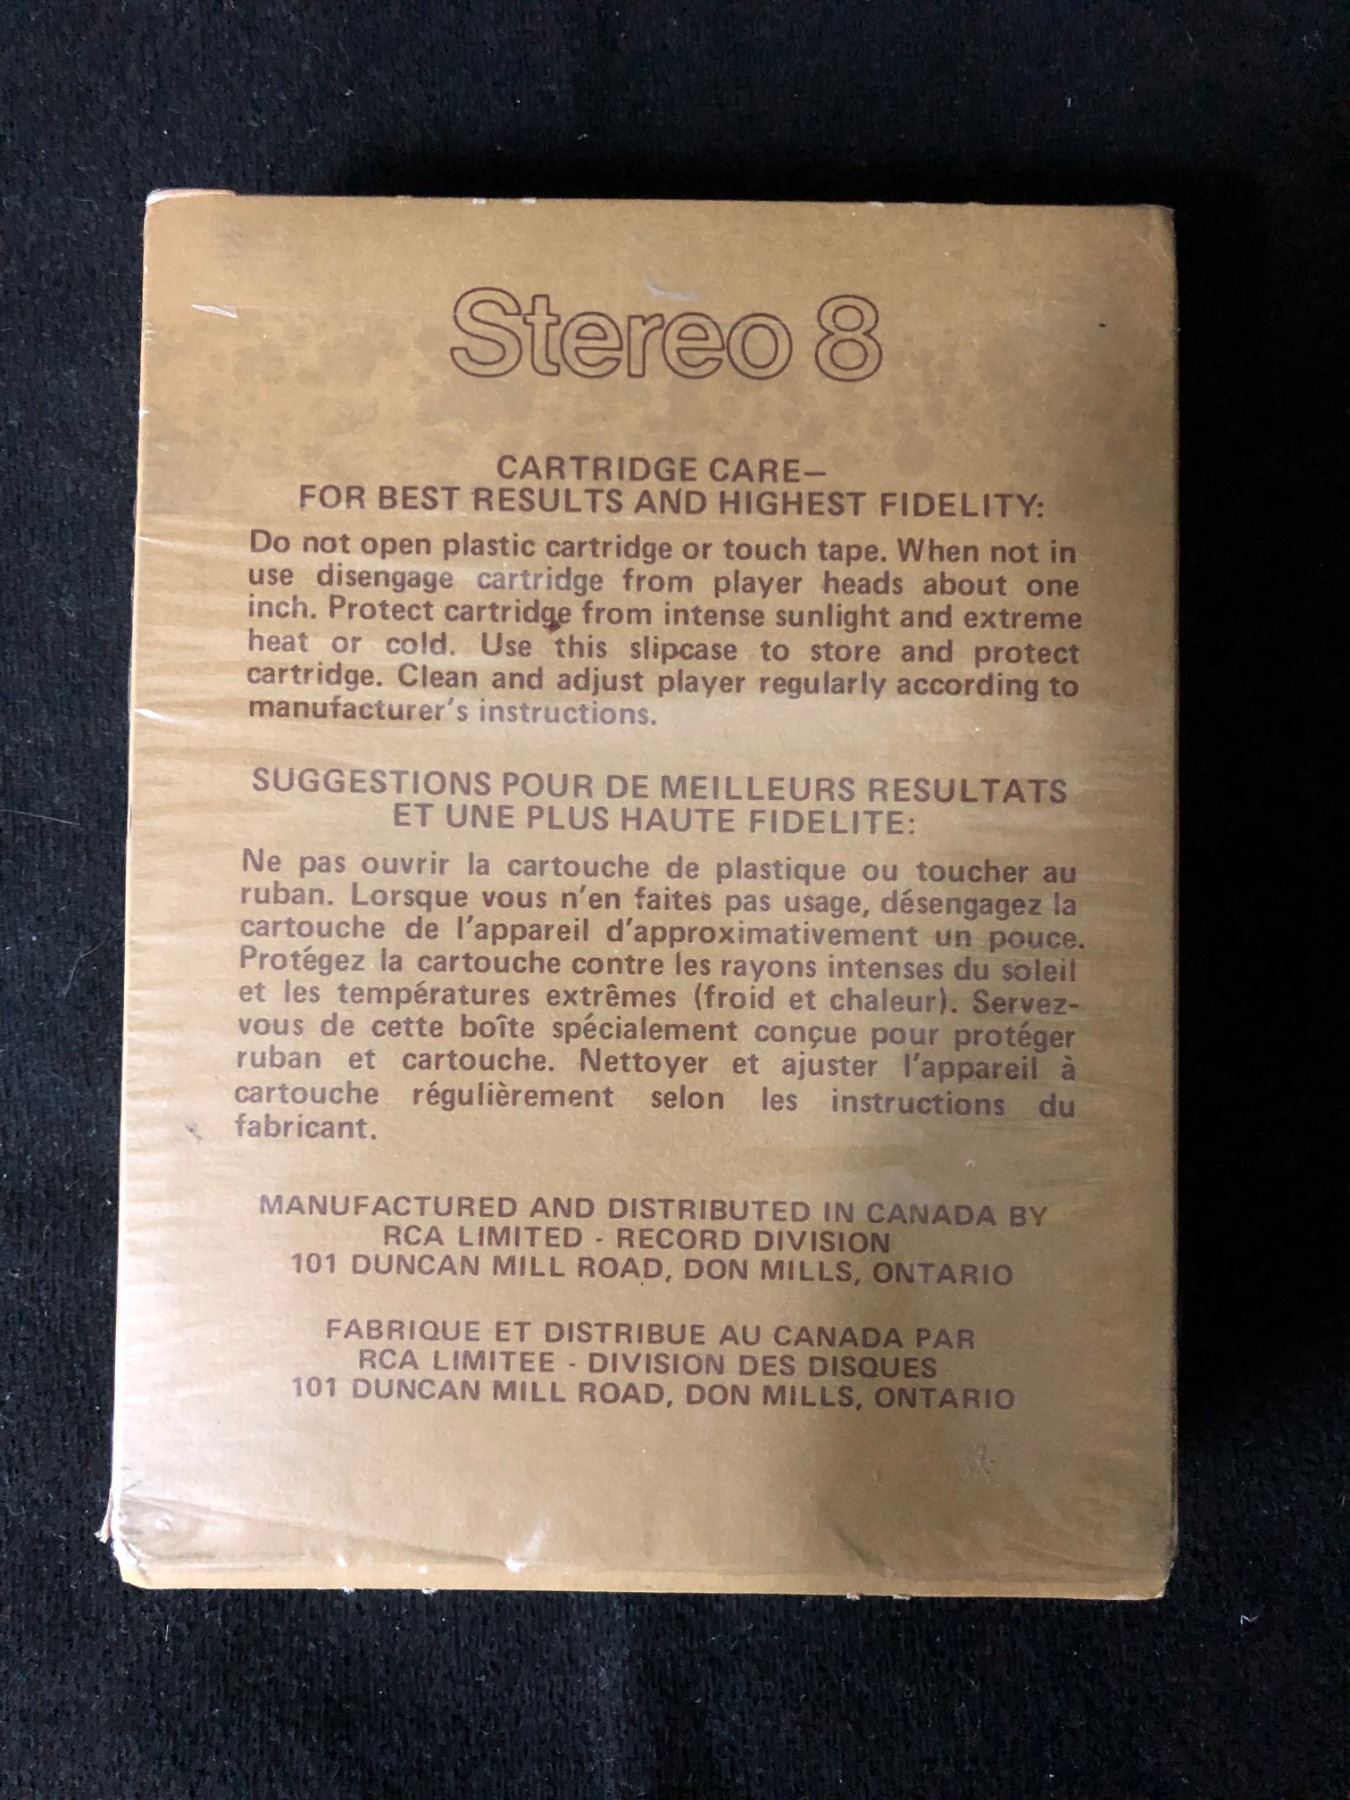 Stereo 8
CARTRIDGE CARE—
FOR BEST RESULTS AND HIGHEST FIDELITY:
Do not open plastic cartridge or touch tape. When not in
use disengage cartridge from player heads about one
inch. Protect cartridge from intense sunlight and extreme
heat or cold. Use this slipcase to store and protect
cartridge. Clean and adjust player regularly according to
manufacturer's instructions.
SUGGESTIONS POUR DE MEILLEURS RESULTATS
ET UNE PLUS HAUTE FIDELITE:
Ne pas ouvrir la cartouche de plastique ou toucher au
ruban. Lorsque vous n'en faites pas usage, désengagez la
cartouche de l'appareil d'approximativement un pouce.
Protégez la cartouche contre les rayons intenses du soleil
et les températures extrêmes (froid et chaleur). Servez-
vous de cette boîte spécialement conçue pour protéger
ruban et cartouche. Nettoyer et ajuster l'appareil à
cartouche régulièrement selon les instructions du
fabricant.
MANUFACTURED AND DISTRIBUTED IN CANADA BY
RCA LIMITED - RECORD DIVISION
101 DUNCAN MILL ROAD, DON MILLS, ONTARIO
FABRIQUE ET DISTRIBUE AU CANADA PAR
RCA LIMITEE - DIVISION DES DISQUES
101 DUNCAN MILL ROAD, DON MILLS, ONTARIO